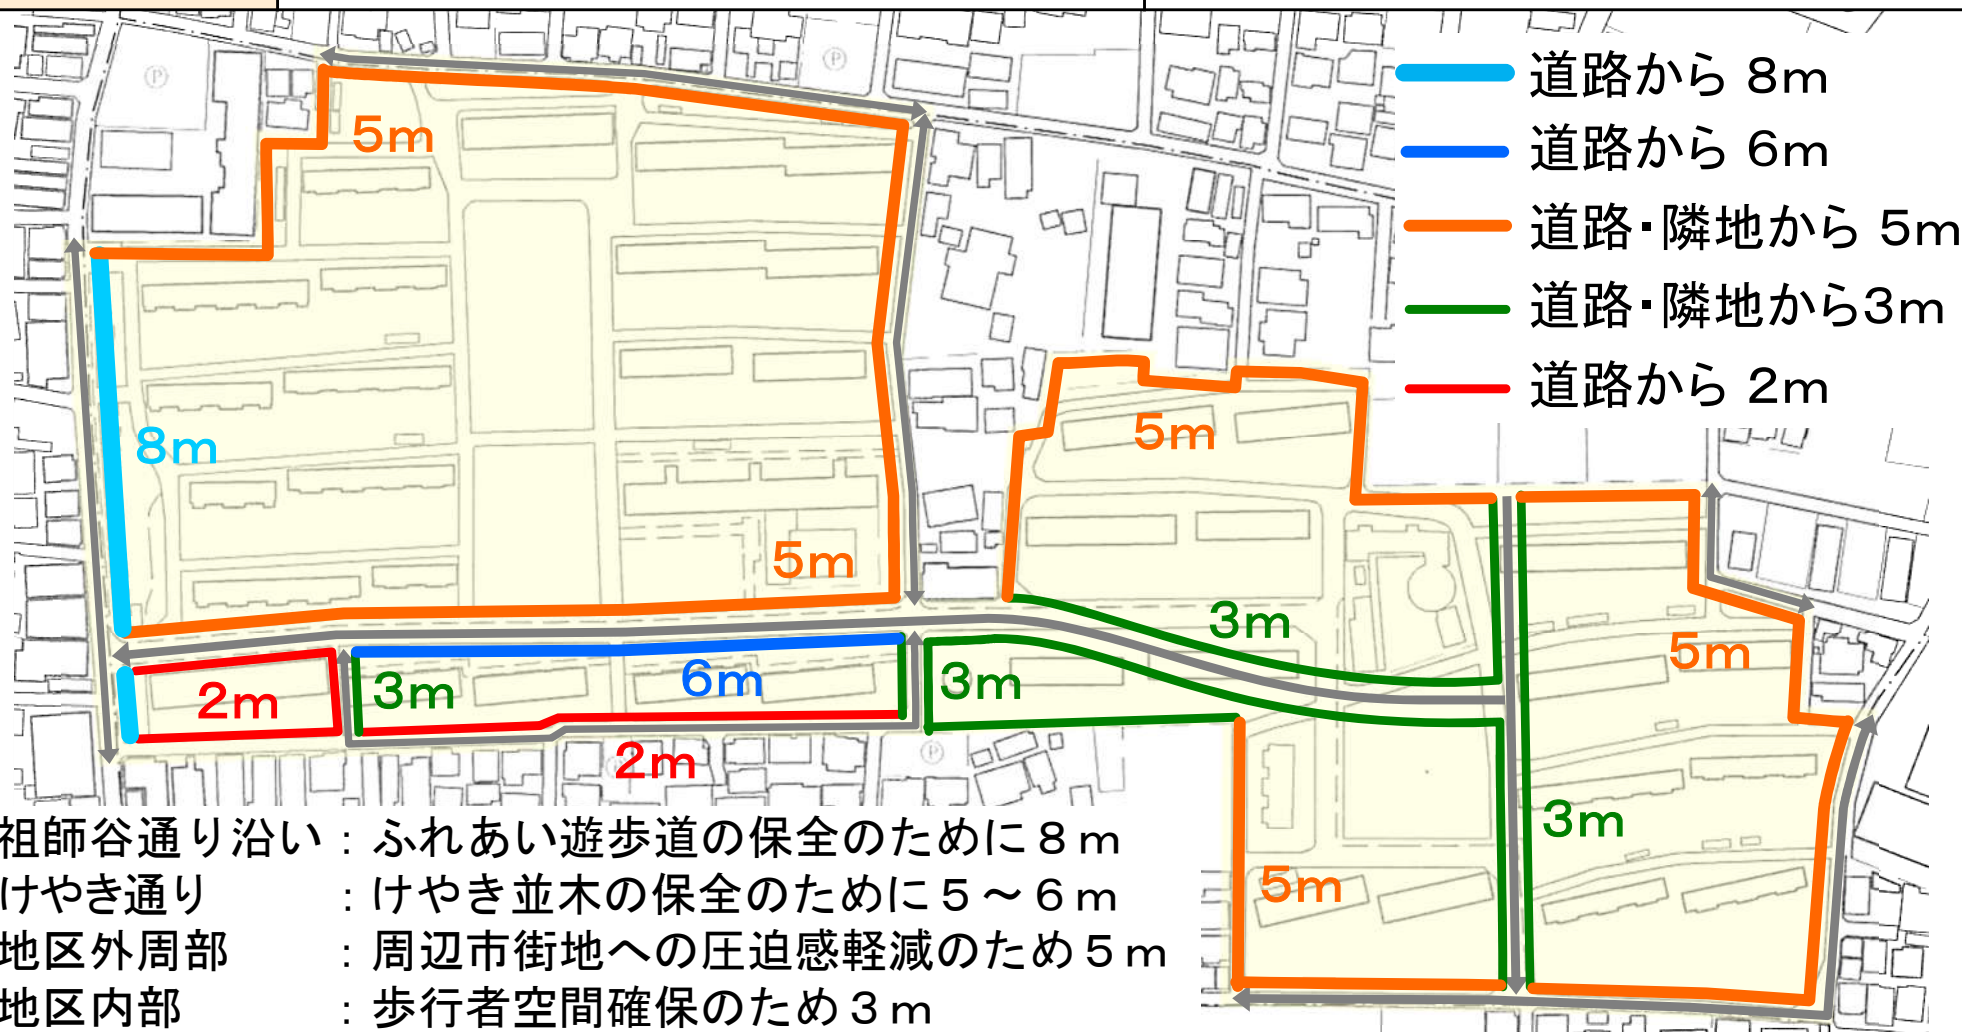 道路から 8m
道路から 6m
道路・隣地から 5m
道路・隣地から3m
道路から 2m
5m
8m
5m
5m
3m
5m
2m
3m
6m
3m
2m
3m
5m
祖師谷通り沿い：ふれあい遊歩道の保全のために８ｍ
けやき通り　　：けやき並木の保全のために５～６ｍ
地区外周部　　：周辺市街地への圧迫感軽減のため５ｍ
地区内部　　　：歩行者空間確保のため３ｍ
Ⓟ
Ⓟ
Ⓟ
Ⓟ